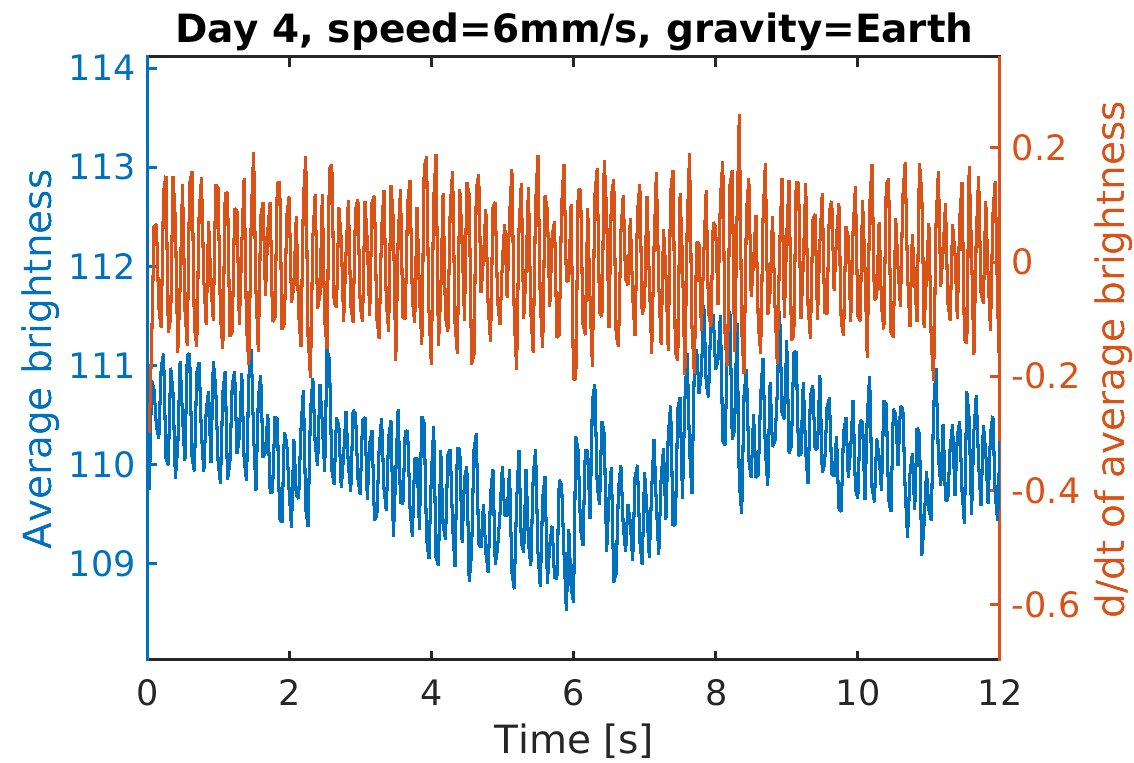 Day 4, speed=6mm/s, gravity=Earth
114
113
112
111
110
109
Average brightness
0.2
0
-0.2
-0.4
-0.6
d/dt of average brightness
0 2 4 6 8 10 12
Time [s]